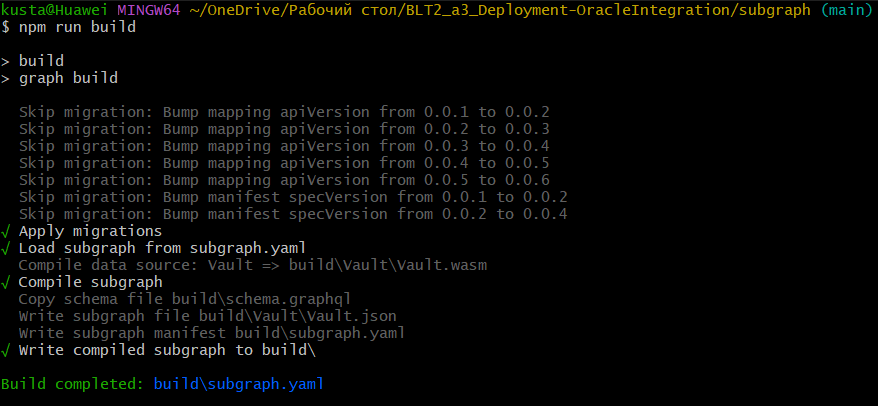 kusta@Huawei MINGW64 ~/OneDrive/Рабочий стол/BLT2_a3_Deployment-OracleIntegration/subgraph (main)
$ npm run build
> build
> graph build
Skip migration: Bump mapping apiVersion from 0.0.1 to 0.0.2
Skip migration: Bump mapping apiVersion from 0.0.2 to 0.0.3
Skip migration: Bump mapping apiVersion from 0.0.3 to 0.0.4
Skip migration: Bump mapping apiVersion from 0.0.4 to 0.0.5
Skip migration: Bump mapping apiVersion from 0.0.5 to 0.0.6
Skip migration: Bump manifest specVersion from 0.0.1 to 0.0.2
Skip migration: Bump manifest specVersion from 0.0.2 to 0.0.4
√ Apply migrations
√ Load subgraph from subgraph.yaml
Compile data source: Vault => build\Vault\Vault.wasm
√ Compile subgraph
Copy schema file build\schema.graphql
Write subgraph file build\Vault\Vault.json
Write subgraph manifest build\subgraph.yaml
√ Write compiled subgraph to build\
Build completed: build\subgraph.yaml